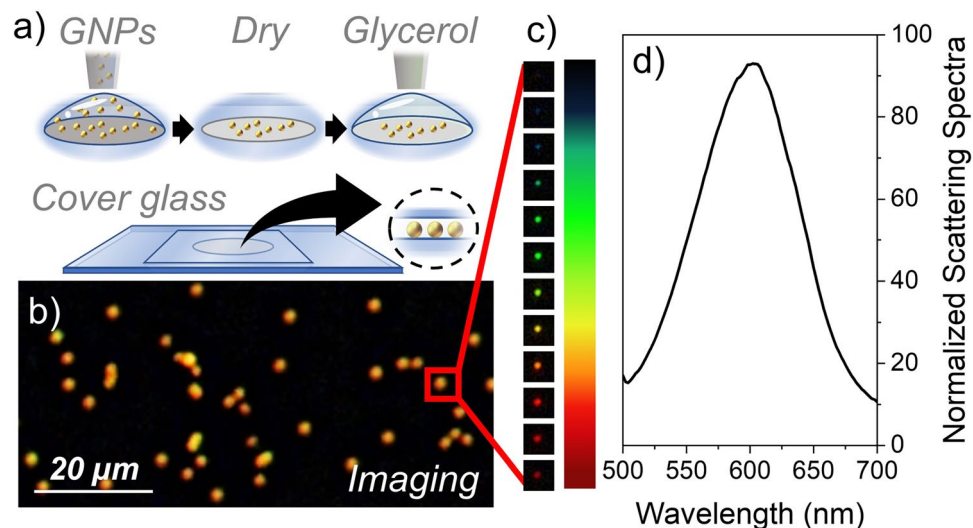 a)
GNPs
Dry
Glycerol
Cover glass
b)
20 μm
Imaging
c)
d)
100
80
60
40
20
0
Normalized Scattering Spectra
500
550
600
650
700
Wavelength (nm)